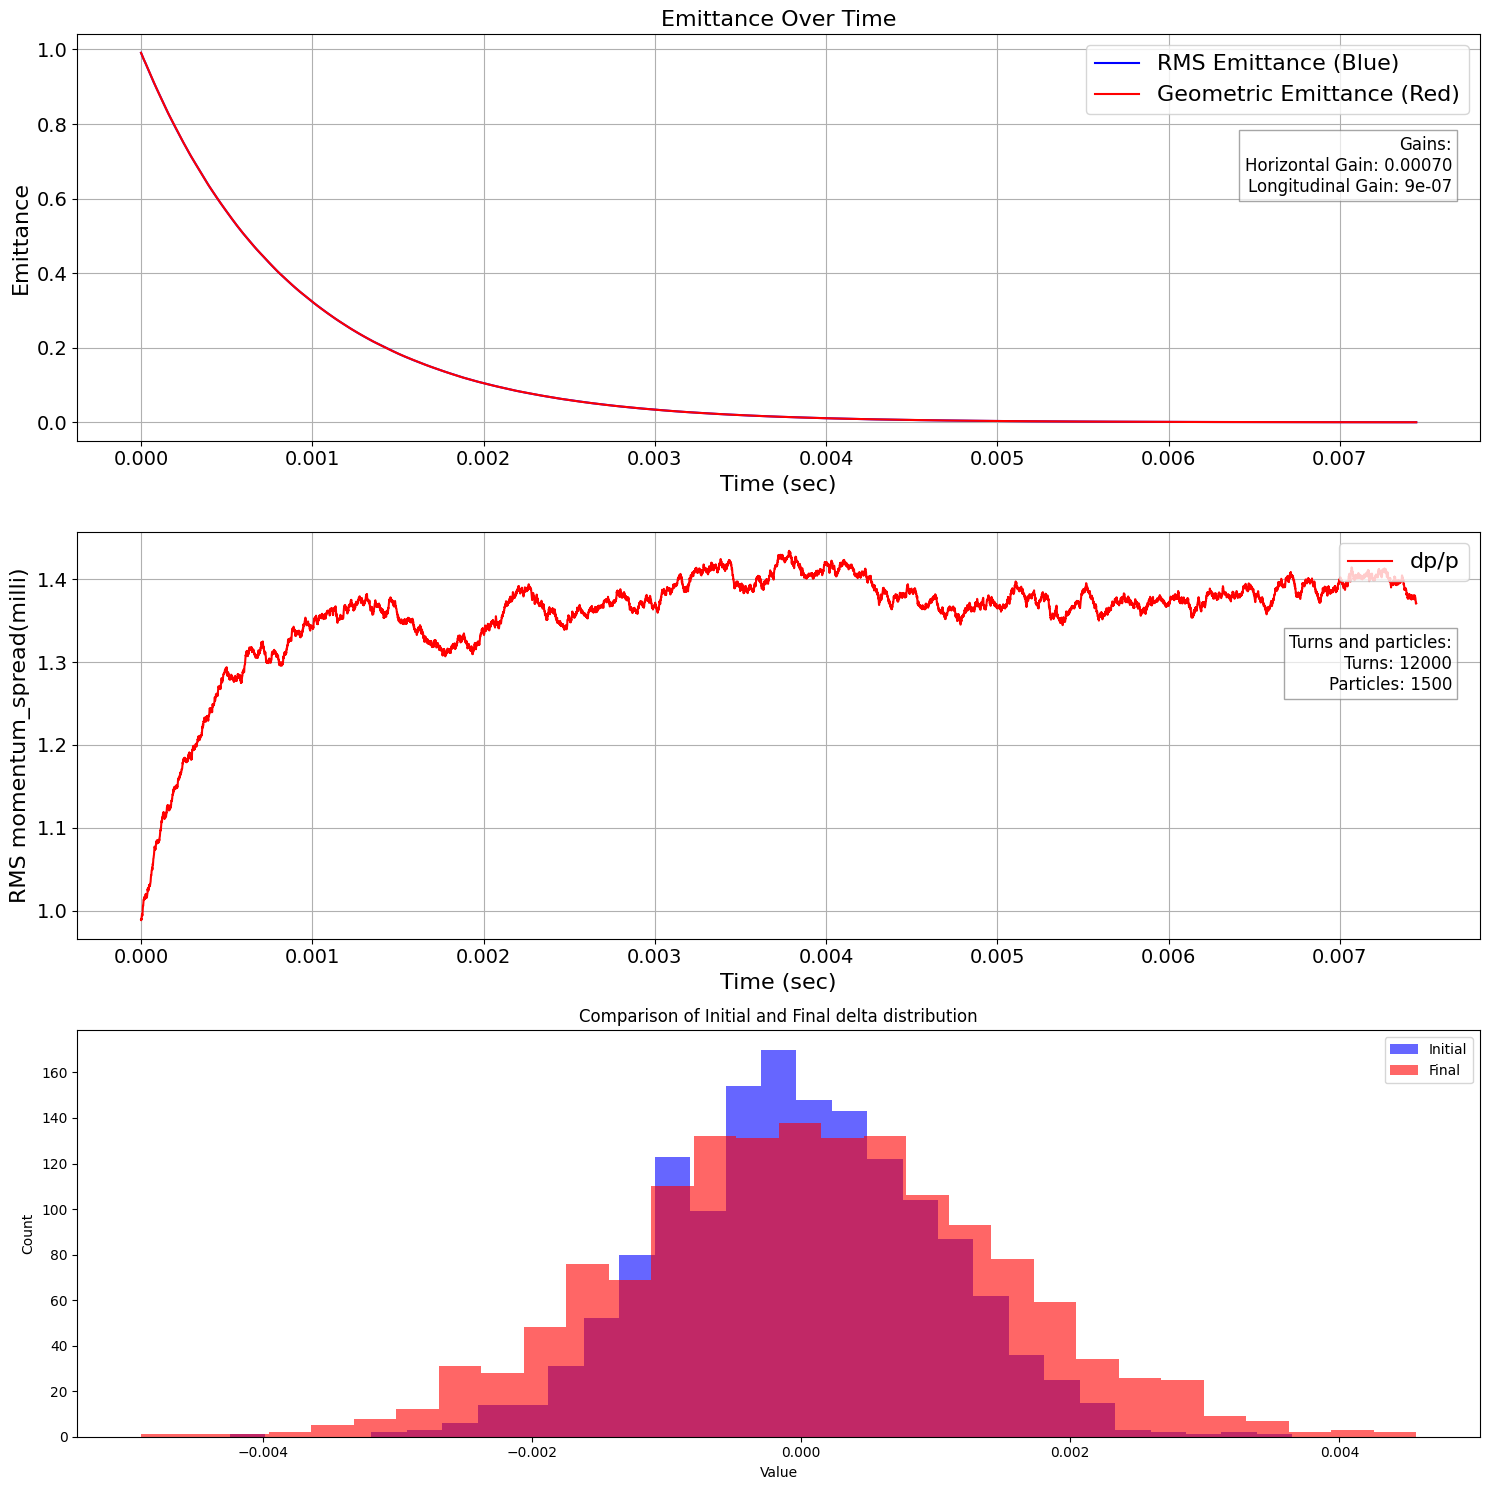 Emittance Over Time
1.0
0.8
0.6
0.4
0.2
0.0
Emittance
RMS Emittance (Blue)
Geometric Emittance (Red)
Gains:
Horizontal Gain: 0.00070
Longitudinal Gain: 9e-07
0.000 0.001 0.002 0.003 0.004 0.005 0.006 0.007
Time (sec)
1.4
1.3
1.2
1.1
1.0
RMS momentum_spread(milli)
dp/p
Turns and particles:
Turns: 12000
Particles: 1500
0.000 0.001 0.002 0.003 0.004 0.005 0.006 0.007
Time (sec)
Comparison of Initial and Final delta distribution
160
140
120
100
80
60
40
20
0
Count
Initial
Final
−0.004 −0.002 0.000 0.002 0.004
Value